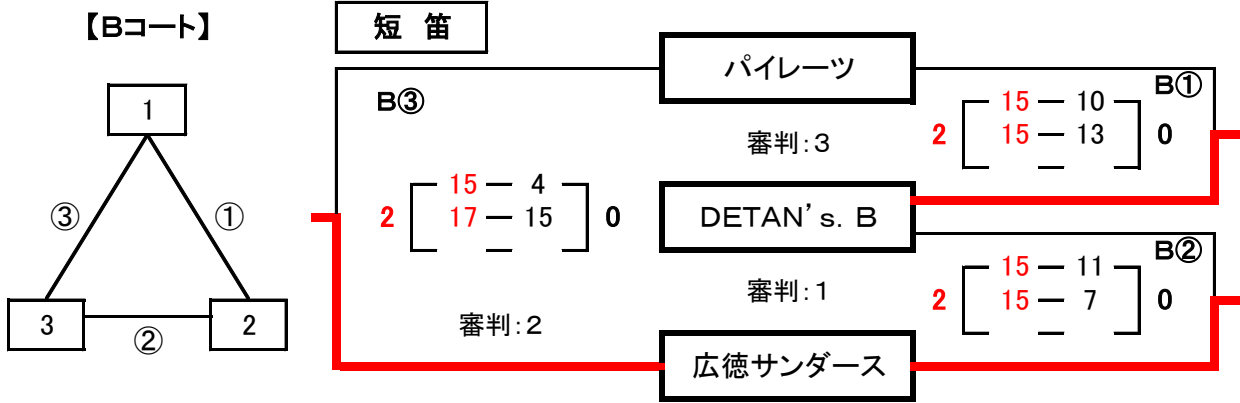 【Bコート】
1
③
①
3
②
2
短 笛
B③
2 15 － 4 0
17 － 15
審判：2
パイレーツ
審判：3
DETAN’s. B
審判：1
広徳サンダース
B①
2 15 － 10 0
15 － 13
B②
2 15 － 11 0
15 － 7